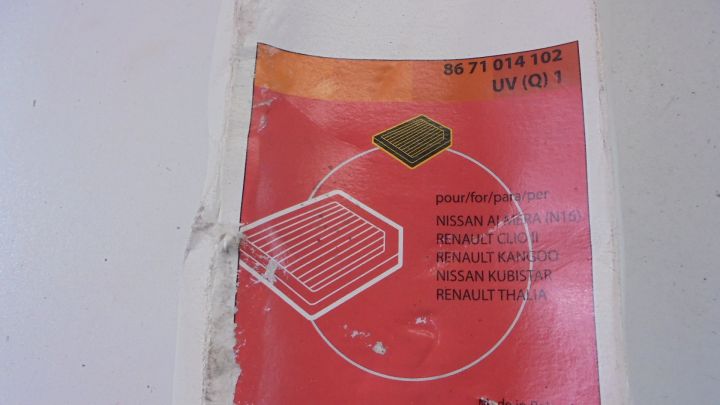 86 71 014 102
UV (Q) 1
pour/for/para/per
NISSAN ALMERA (N16)
RENAULT CLIO II
RENAULT KANGOO
NISSAN KUBISTAR
RENAULT THALIA